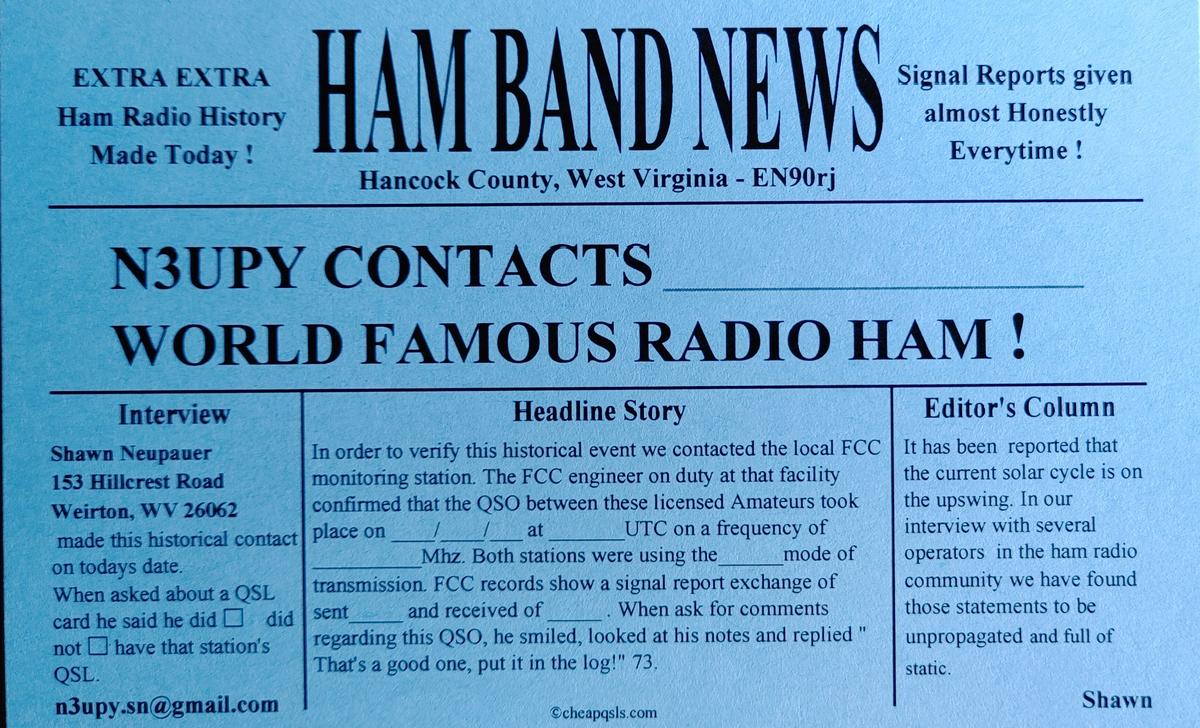 EXTRA EXTRA
Ham Radio History
Made Today !
HAM BAND NEWS
Hancock County, West Virginia - EN90rj
Signal Reports given
almost Honestly
Everytime !
N3UPY CONTACTS ______________
WORLD FAMOUS RADIO HAM !
Interview
Shawn Neupauer
153 Hillcrest Road
Weirton, WV 26062
made this historical contact
on todays date.
When asked about a QSL
card he said he did ☐ did
not ☐ have that station's
QSL.
n3upy.sn@gmail.com
Headline Story
In order to verify this historical event we contacted the local FCC
monitoring station. The FCC engineer on duty at that facility
confirmed that the QSO between these licensed Amateurs took
place on ____/____/___ at _______UTC on a frequency of
__________Mhz. Both stations were using the______mode of
transmission. FCC records show a signal report exchange of
sent_____ and received of _____ . When ask for comments
regarding this QSO, he smiled, looked at his notes and replied "
That's a good one, put it in the log!" 73.
©cheapqsls.com
Editor's Column
It has been reported that
the current solar cycle is on
the upswing. In our
interview with several
operators in the ham radio
community we have found
those statements to be
unpropagated and full of
static.
Shawn